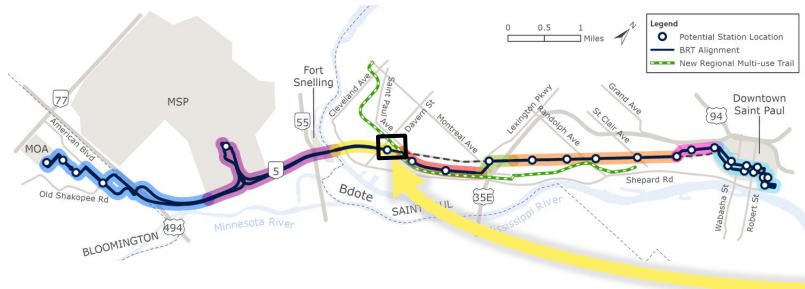 0
0.5
1
Miles
Legend
Potential Station Location
BRT Alignment
New Regional Multi-use Trail
MSP
77
MOA
American Blvd
Old Shakopee Rd
494
BLOOMINGTON
Minnesota River
5
55
Fort
Snelling
Cleveland Ave
Saint Paul
Ave
Davern St
Montreal Ave
Lexington Pkwy
Randolph Ave
St Clair Ave
Grand Ave
94
Downtown
Saint Paul
Bdote
SAINT
UL
35E
ssissippi River
Shepard Rd
Wabasha St
Robert St